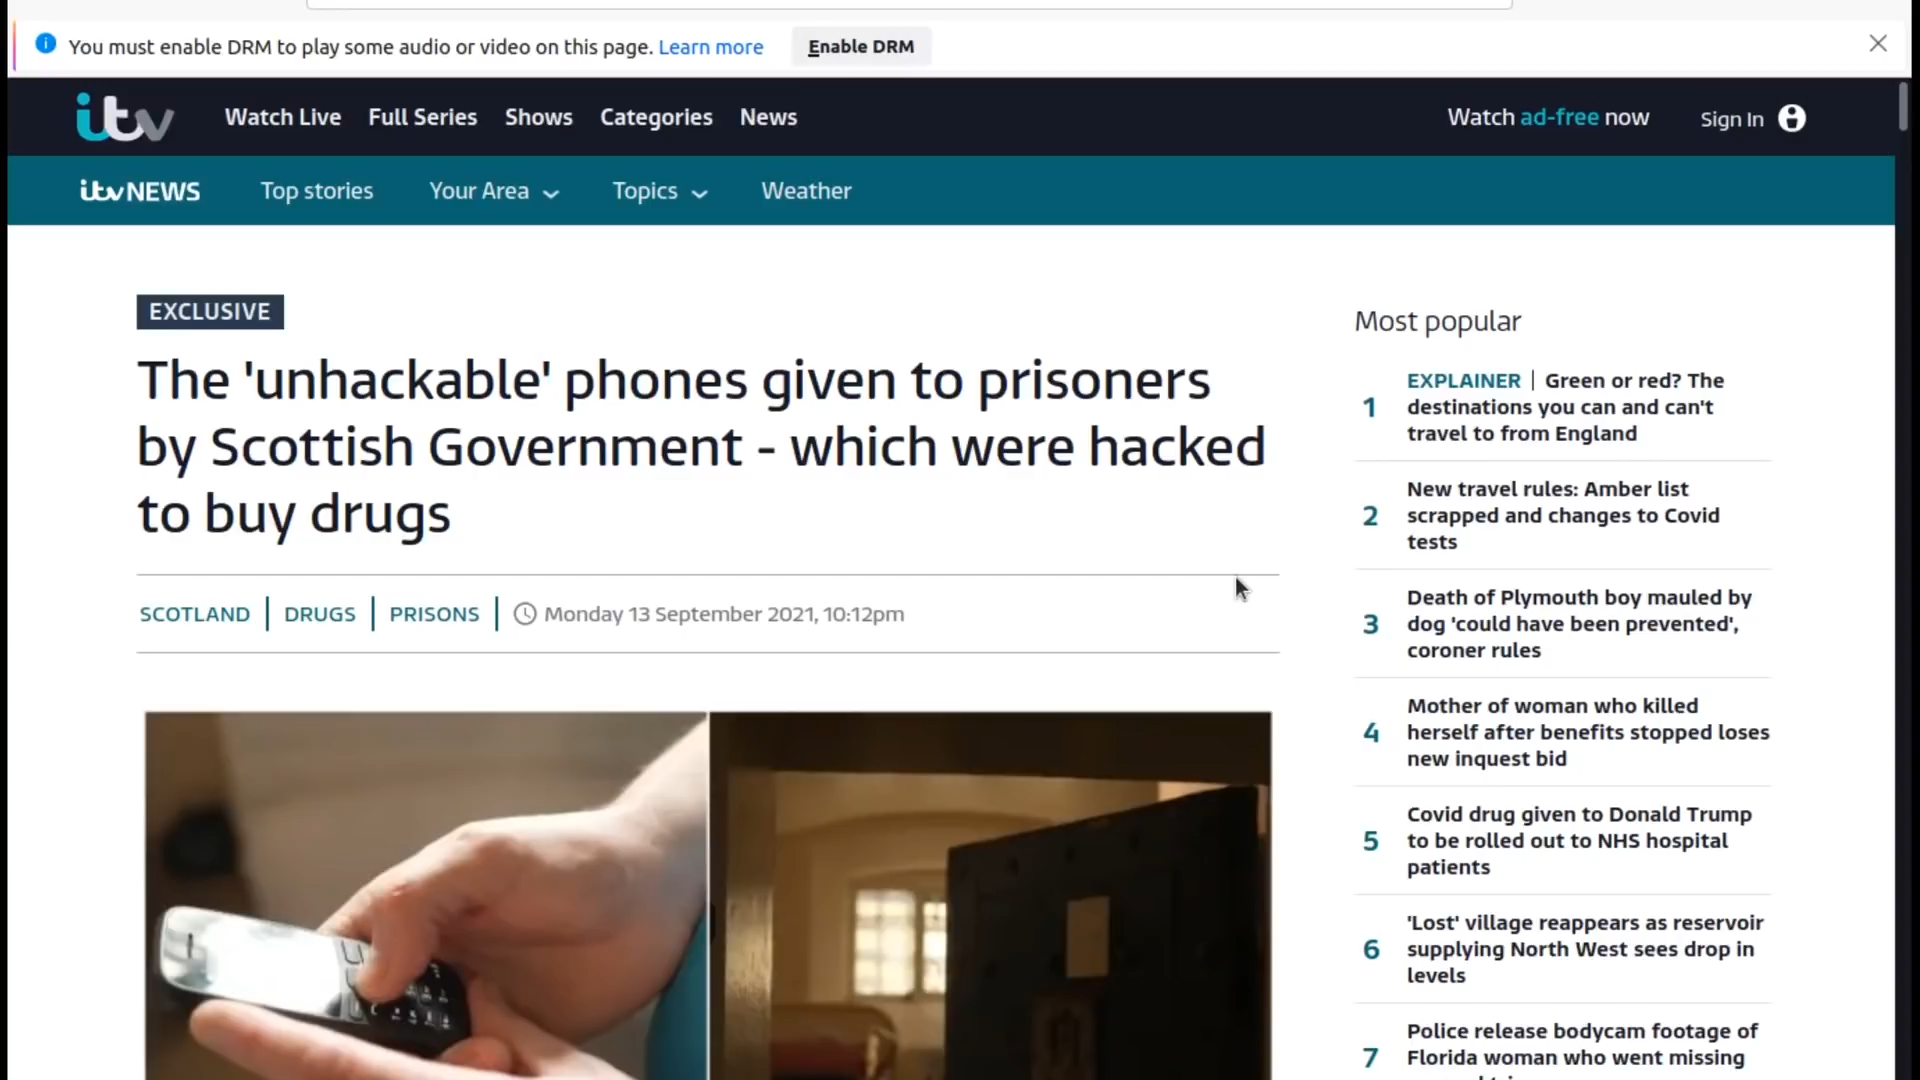 You must enable DRM to play some audio or video on this page. Learn more Enable DRM
itv Watch Live Full Series Shows Categories News Watch ad-free now Sign In
itv NEWS Top stories Your Area Topics Weather
EXCLUSIVE
The 'unhackable' phones given to prisoners
by Scottish Government - which were hacked
to buy drugs
SCOTLAND DRUGS PRISONS Monday 13 September 2021, 10:12pm
Most popular
1
EXPLAINER | Green or red? The
destinations you can and can't
travel to from England
2
New travel rules: Amber list
scrapped and changes to Covid
tests
3
Death of Plymouth boy mauled by
dog 'could have been prevented',
coroner rules
4
Mother of woman who killed
herself after benefits stopped loses
new inquest bid
5
Covid drug given to Donald Trump
to be rolled out to NHS hospital
patients
6
'Lost' village reappears as reservoir
supplying North West sees drop in
levels
7
Police release bodycam footage of
Florida woman who went missing